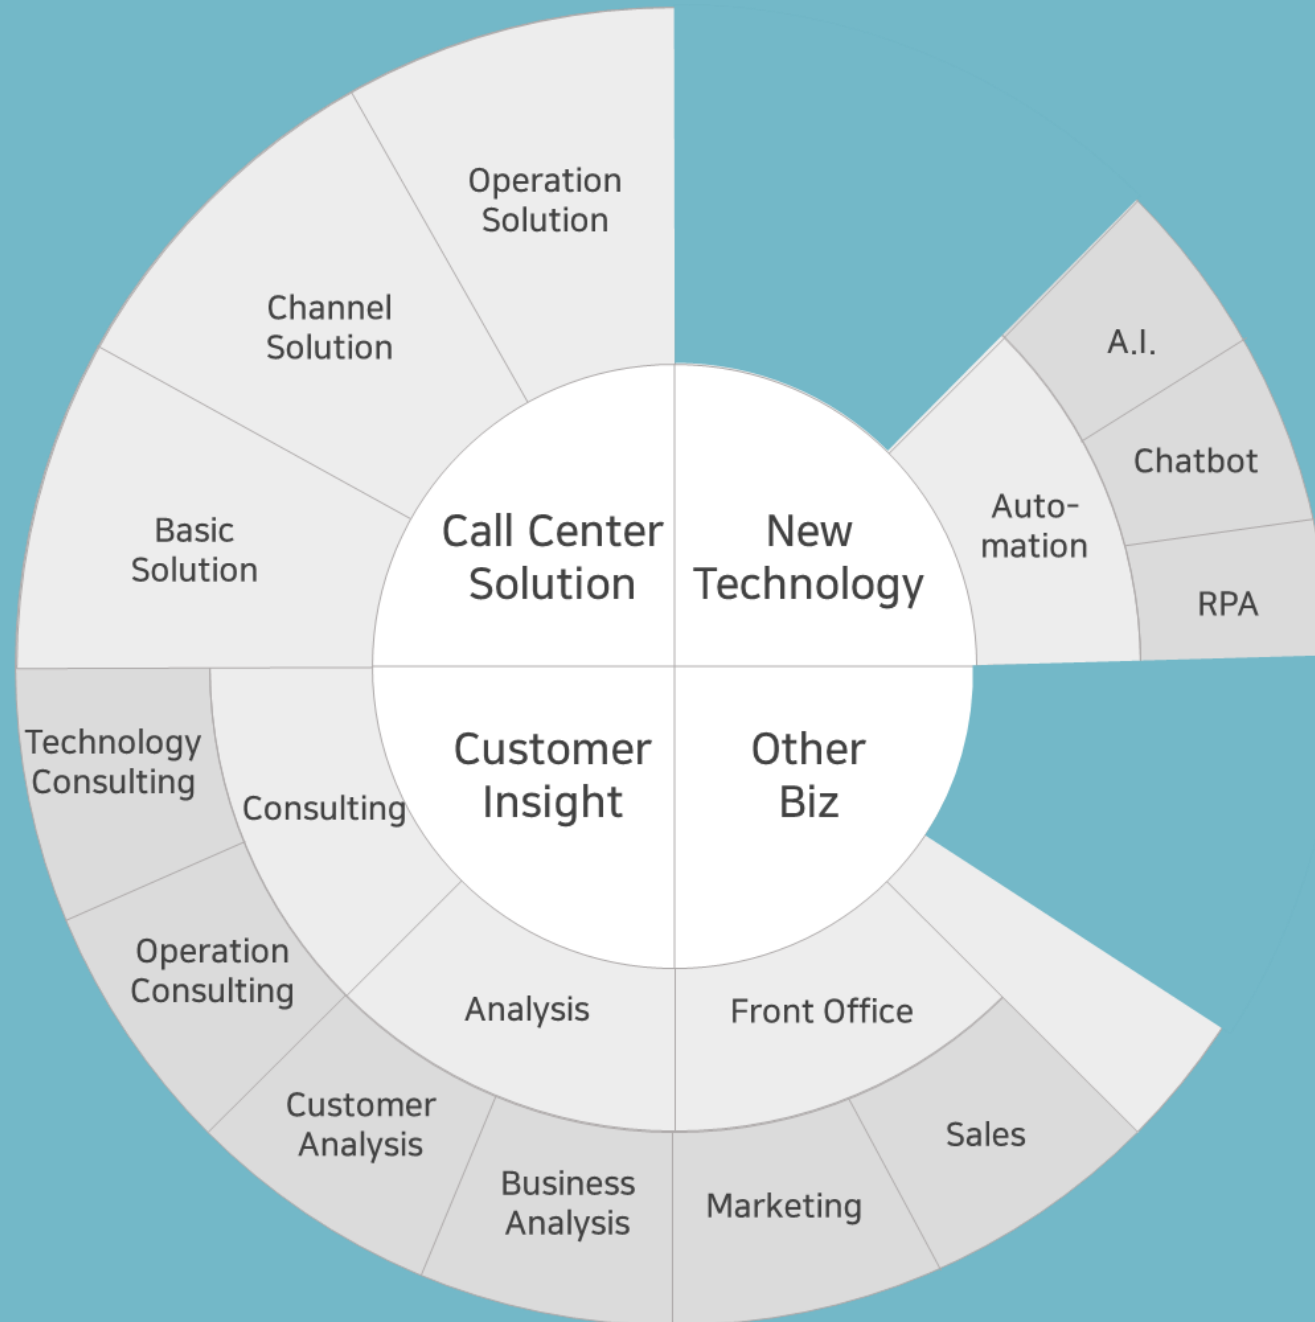 Operation
Solution
Channel
Solution
Basic
Solution
Call Center
Solution
New
Technology
Auto-
mation
A.I.
Chatbot
RPA
Customer
Insight
Other
Biz
Technology
Consulting
Consulting
Operation
Consulting
Analysis
Customer
Analysis
Business
Analysis
Front Office
Marketing
Sales